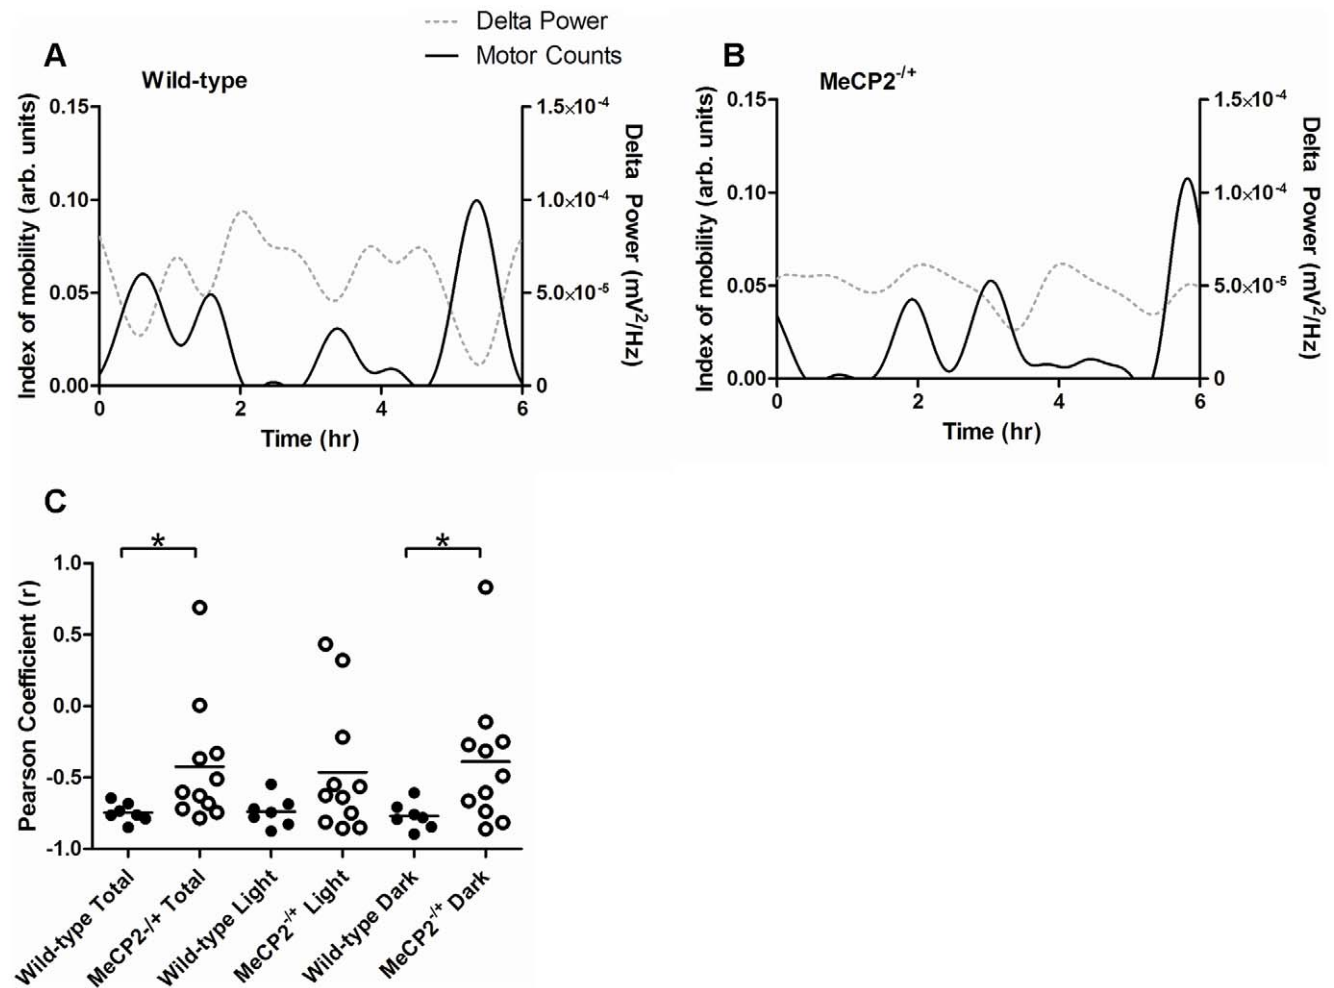 Delta Power
Motor Counts
A
Wild-type
Index of mobility (arb. units)
0.15
0.10
0.05
0.00
1.5×10⁻⁴
1.0×10⁻⁴
5.0×10⁻⁵
0
Delta Power (mV²/Hz)
0 2 4 6
Time (hr)
B
MeCP2⁻/⁺
Index of mobility (arb. units)
0.15
0.10
0.05
0.00
1.5×10⁻⁴
1.0×10⁻⁴
5.0×10⁻⁵
0
Delta Power (mV²/Hz)
0 2 4 6
Time (hr)
C
* *
Pearson Coefficient (r)
1.0
0.5
0.0
-0.5
-1.0
Wild-type Total
MeCP2-/+ Total
Wild-type Light
MeCP2⁻/⁺ Light
Wild-type Dark
MeCP2⁻/⁺ Dark